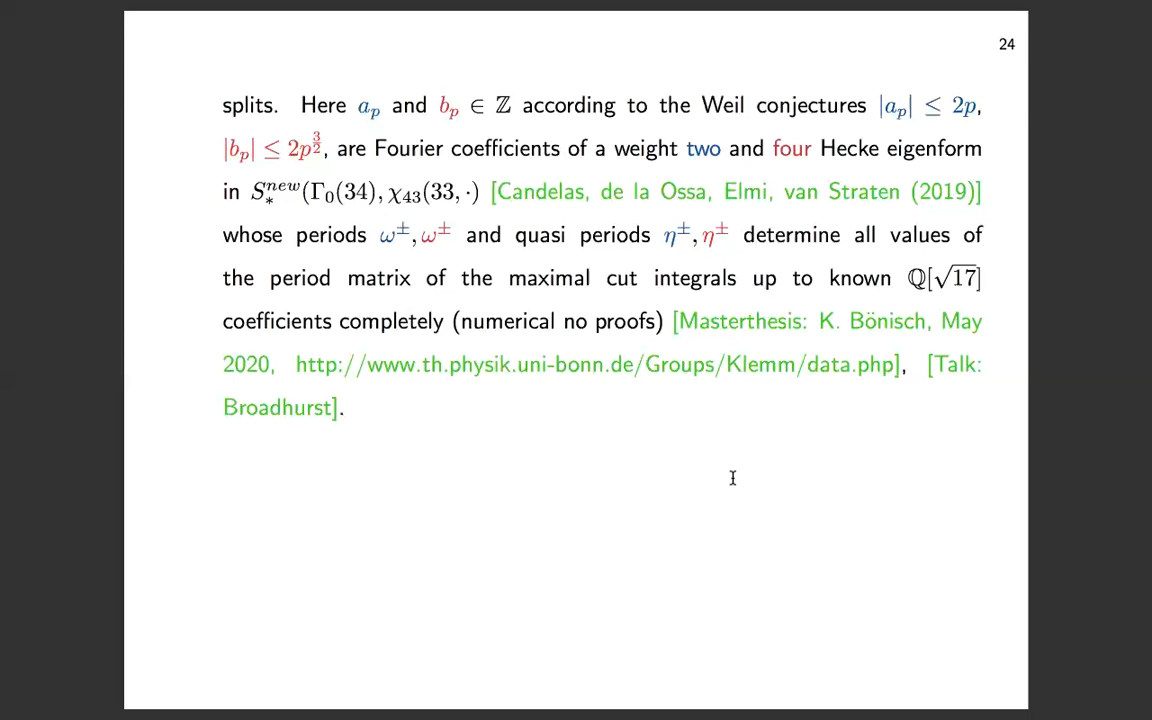 24
splits. Here a_p and b_p ∈ ℤ according to the Weil conjectures |a_p| ≤ 2p,
|b_p| ≤ 2p^{3/2}, are Fourier coefficients of a weight two and four Hecke eigenform
in S_*^{new}(Γ_0(34), χ_{43}(33, ·) [Candelas, de la Ossa, Elmi, van Straten (2019)]
whose periods ω^±, ω^± and quasi periods η^±, η^± determine all values of
the period matrix of the maximal cut integrals up to known ℚ[√17]
coefficients completely (numerical no proofs) [Masterthesis: K. Bönisch, May
2020, http://www.th.physik.uni-bonn.de/Groups/Klemm/data.php], [Talk:
Broadhurst].